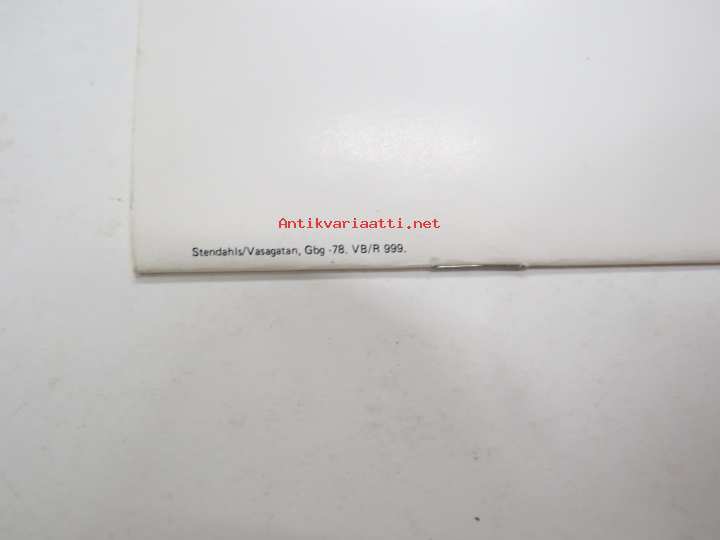 Antikvariaatti.net
Stendahls/Vasagatan, Gbg -78. VB/R 999.